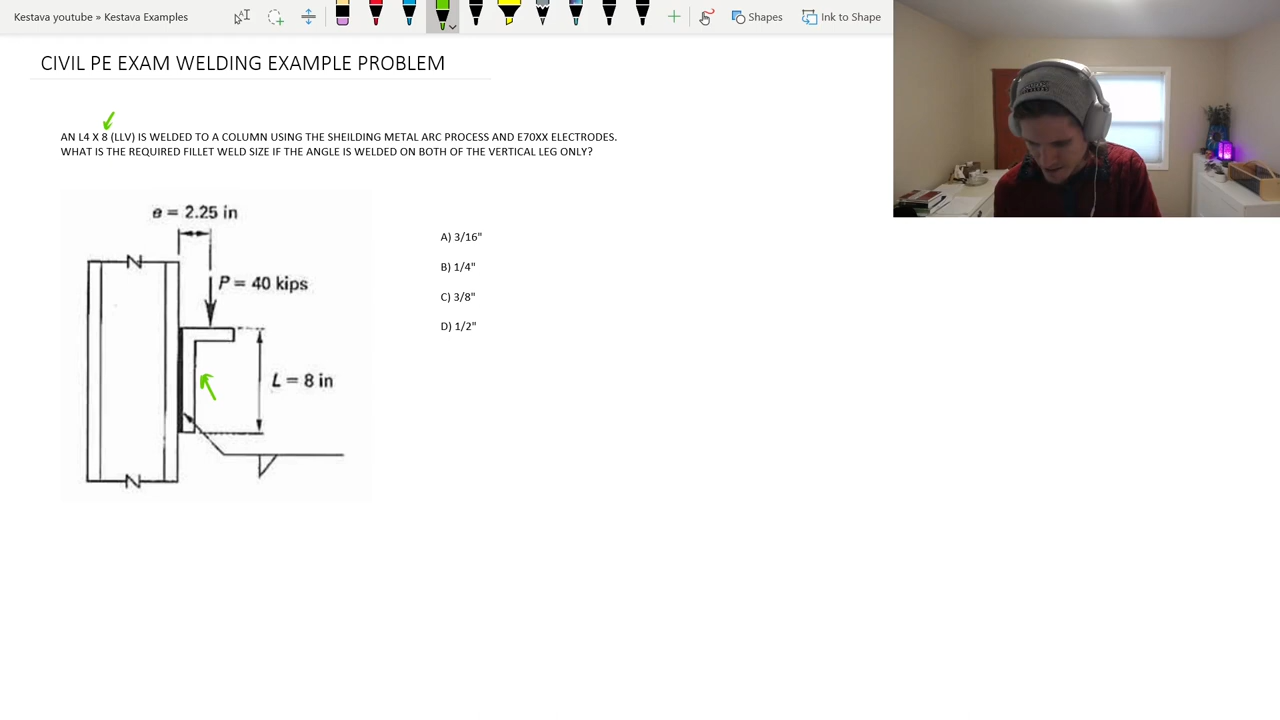 Kestava youtube » Kestava Examples
Shapes
Ink to Shape
CIVIL PE EXAM WELDING EXAMPLE PROBLEM
AN L4 X 8 (LLV) IS WELDED TO A COLUMN USING THE SHEILDING METAL ARC PROCESS AND E70XX ELECTRODES.
WHAT IS THE REQUIRED FILLET WELD SIZE IF THE ANGLE IS WELDED ON BOTH OF THE VERTICAL LEG ONLY?
e = 2.25 in
P = 40 kips
L = 8 in
A) 3/16"
B) 1/4"
C) 3/8"
D) 1/2"